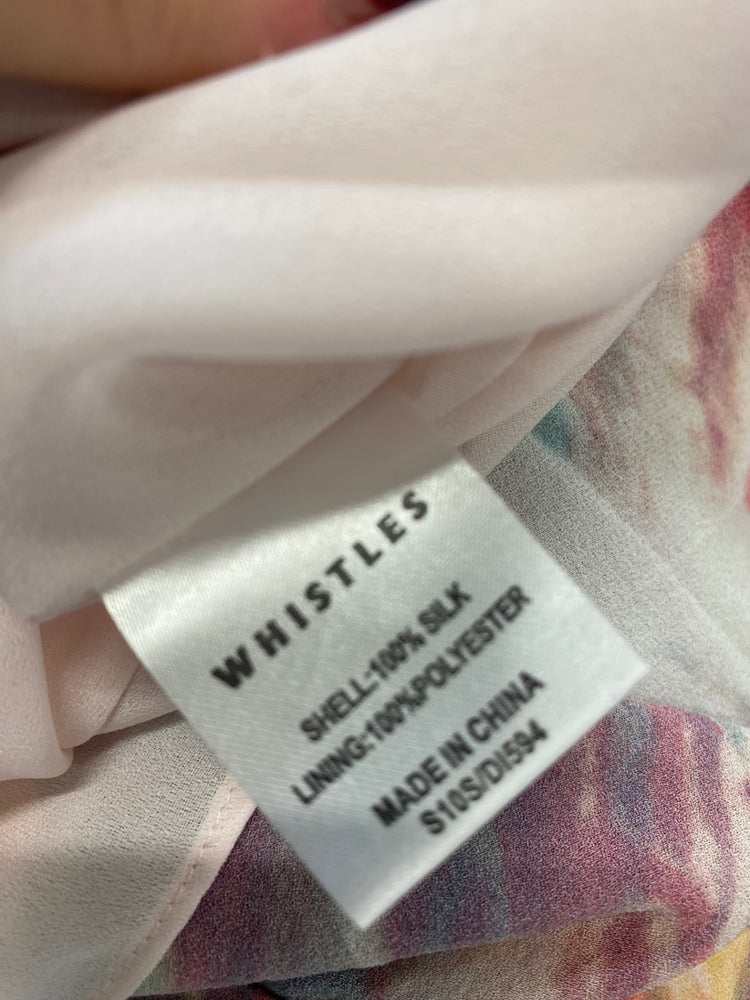 WHISTLES
SHELL:100% SILK
LINING:100%POLYESTER
MADE IN CHINA
S10S/DI594